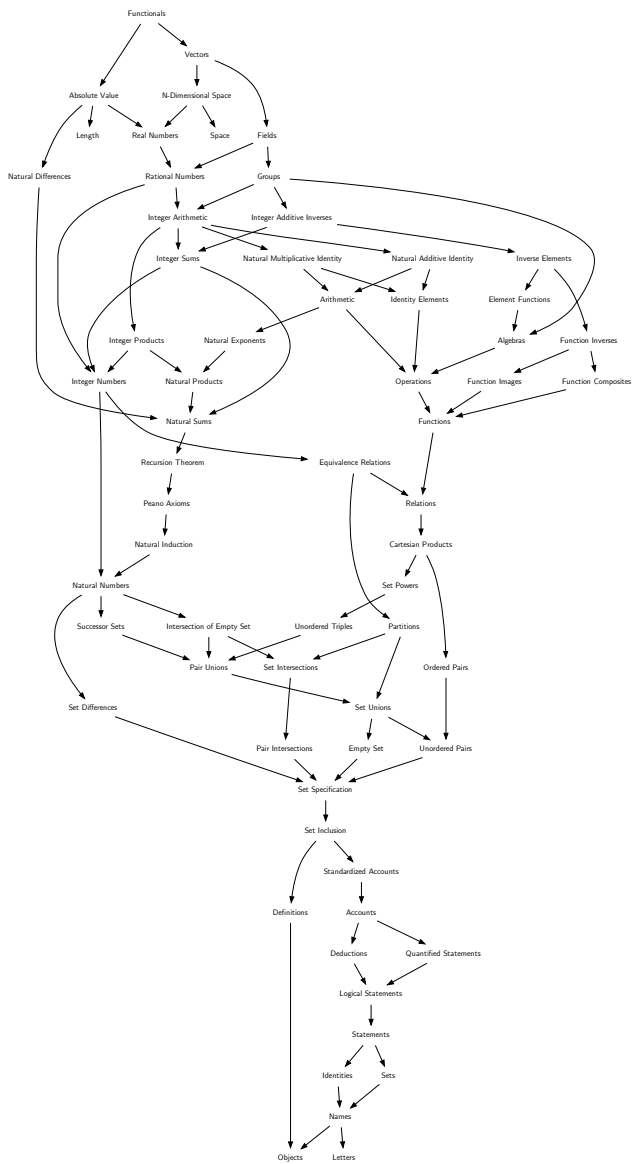 Functionals
Vectors
Absolute Value
N-Dimensional Space
Length
Real Numbers
Space
Fields
Natural Differences
Rational Numbers
Groups
Integer Arithmetic
Integer Additive Inverses
Integer Sums
Natural Multiplicative Identity
Natural Additive Identity
Inverse Elements
Arithmetic
Identity Elements
Element Functions
Integer Products
Natural Exponents
Algebras
Function Inverses
Integer Numbers
Natural Products
Operations
Function Images
Function Composites
Natural Sums
Functions
Recursion Theorem
Equivalence Relations
Peano Axioms
Relations
Natural Induction
Cartesian Products
Natural Numbers
Set Powers
Successor Sets
Intersection of Empty Set
Unordered Triples
Partitions
Pair Unions
Set Intersections
Ordered Pairs
Set Differences
Set Unions
Pair Intersections
Empty Set
Unordered Pairs
Set Specification
Set Inclusion
Standardized Accounts
Definitions
Accounts
Deductions
Quantified Statements
Logical Statements
Statements
Identities
Sets
Names
Objects
Letters